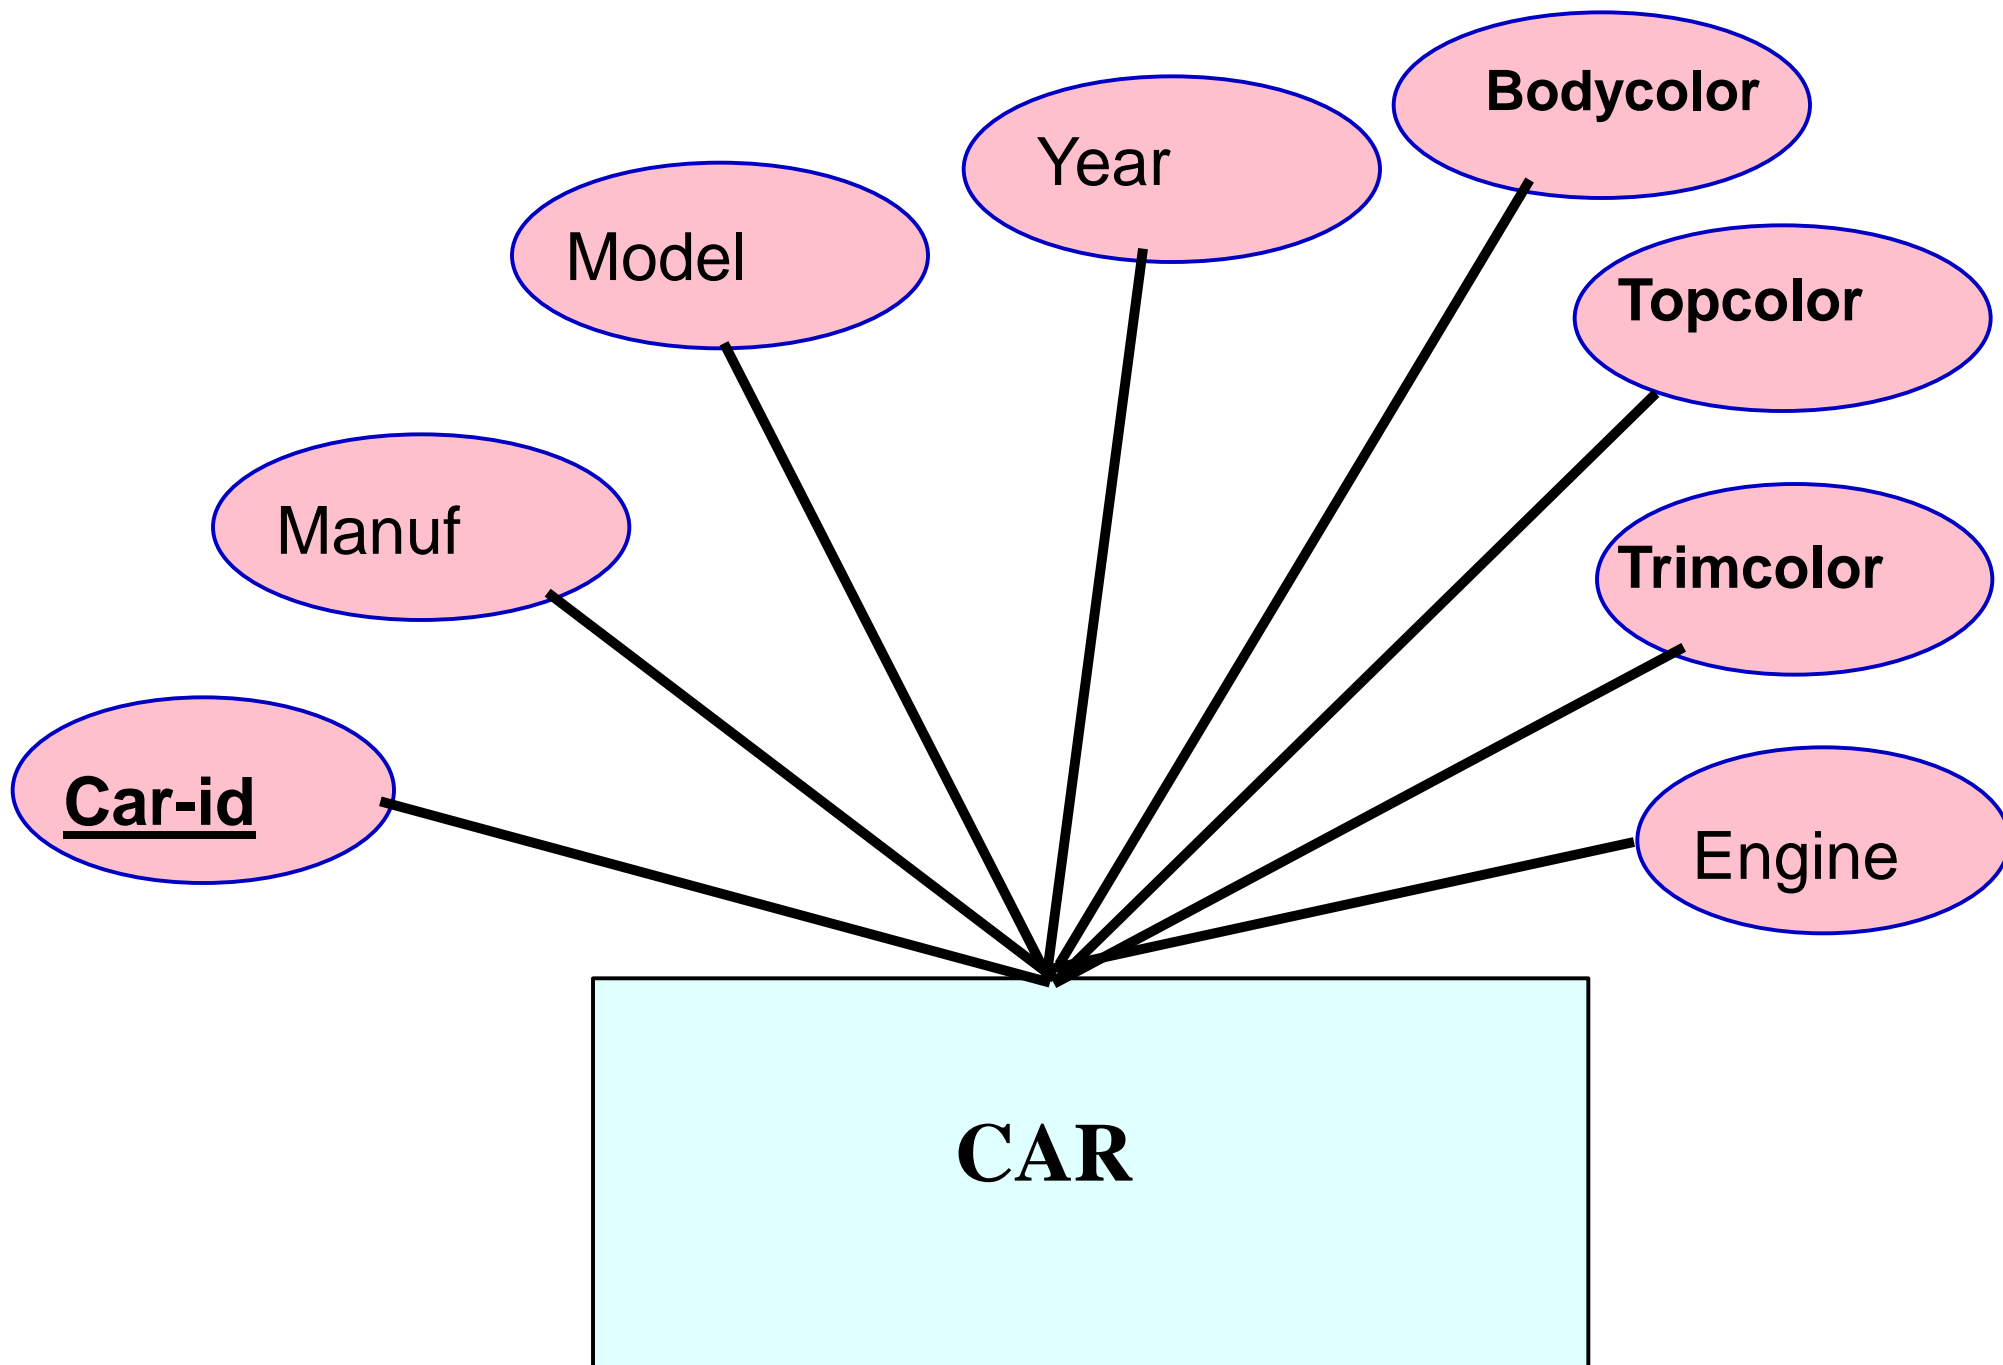 Bodycolor
Year
Model
Topcolor
Manuf
Trimcolor
Car-id
Engine
CAR